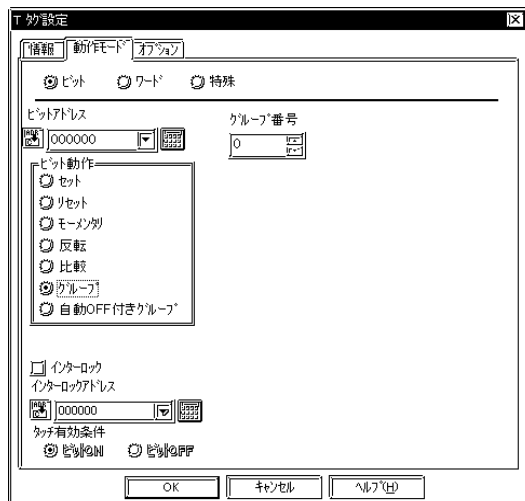 T ﾀｸﾞ設定
情報 動作ﾓｰﾄﾞ ｵﾌﾟｼｮﾝ
ﾋﾞｯﾄ ﾜｰﾄﾞ 特殊
ﾋﾞｯﾄｱﾄﾞﾚｽ
000000
ｸﾞﾙｰﾌﾟ番号
0
ﾋﾞｯﾄ動作
ｾｯﾄ
ﾘｾｯﾄ
ﾓｰﾒﾝﾀﾘ
反転
比較
ｸﾞﾙｰﾌﾟ
自動OFF付きｸﾞﾙｰﾌﾟ
ｲﾝﾀｰﾛｯｸ
ｲﾝﾀｰﾛｯｸｱﾄﾞﾚｽ
000000
ﾀｯﾁ有効条件
ﾋﾞｯﾄON ﾋﾞｯﾄOFF
OK ｷｬﾝｾﾙ ﾍﾙﾌﾟ(H)